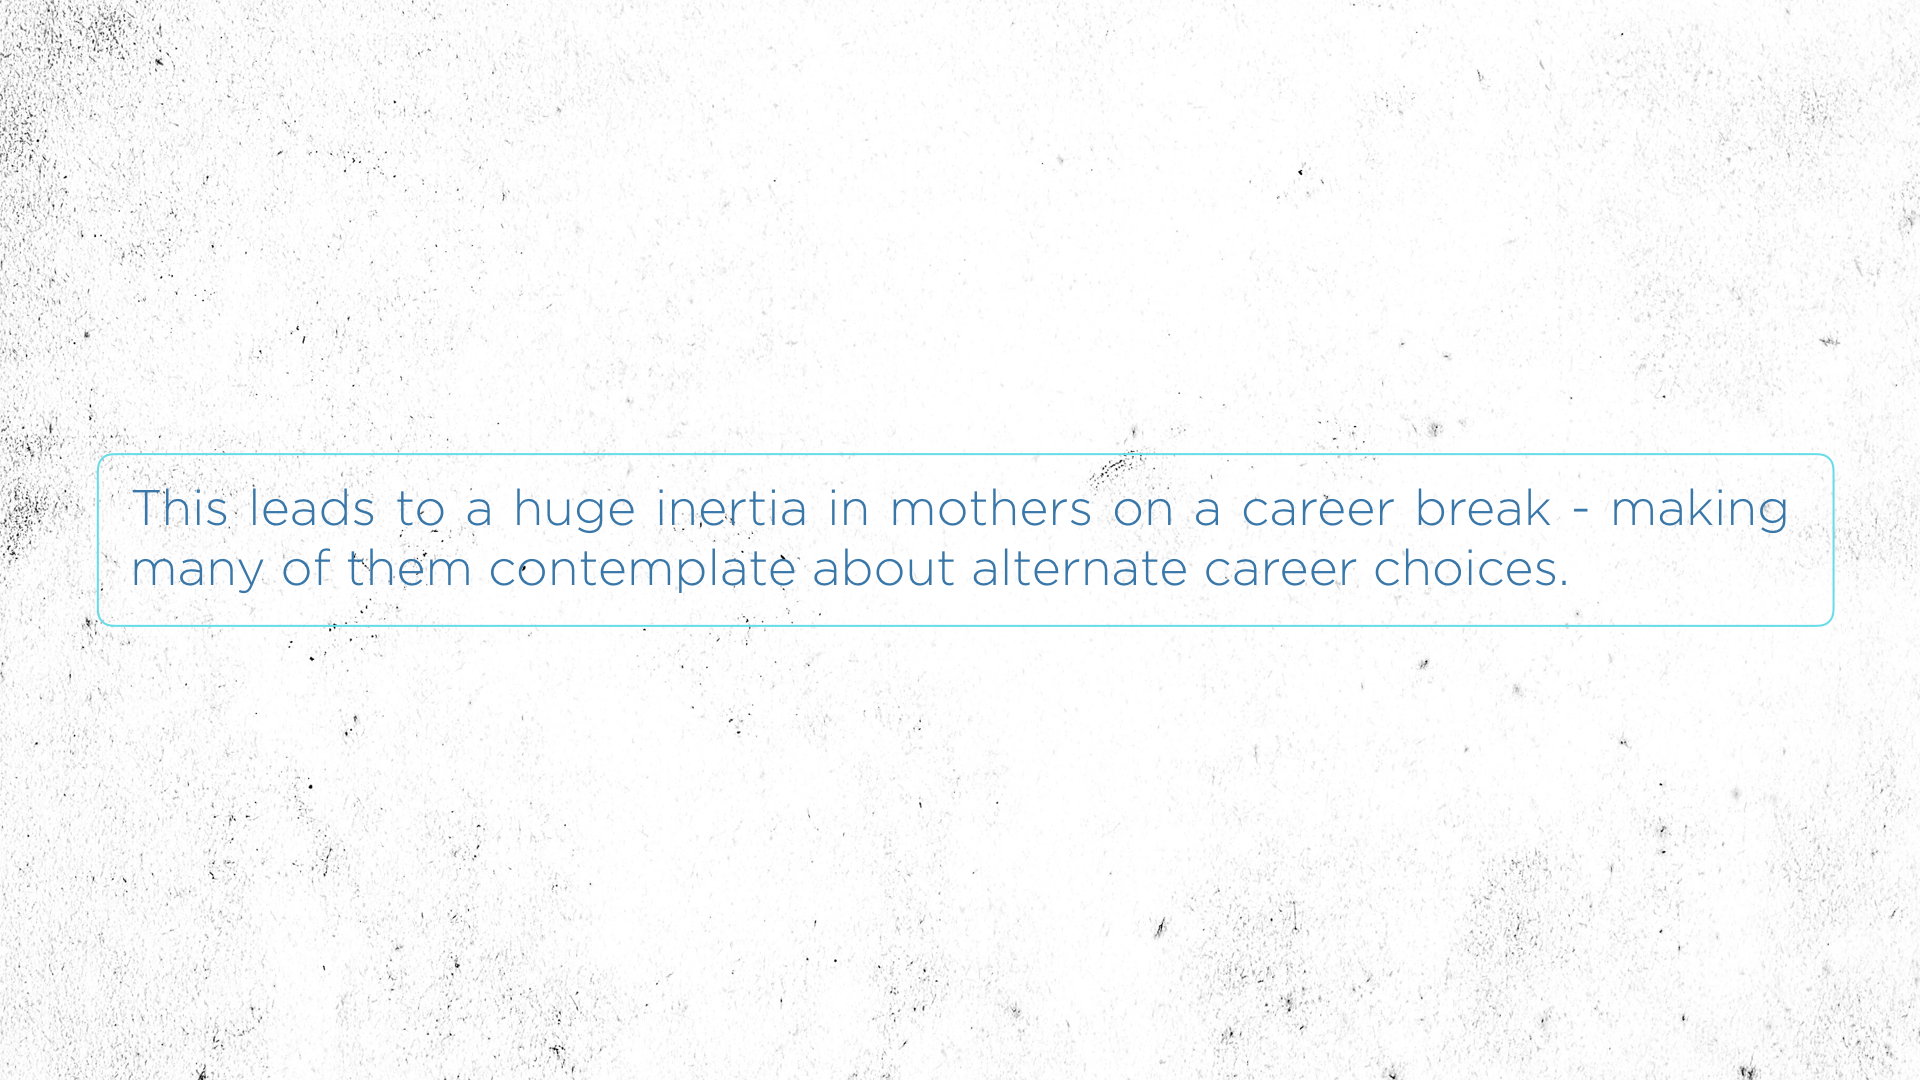 This leads to a huge inertia in mothers on a career break - making
many of them contemplate about alternate career choices.